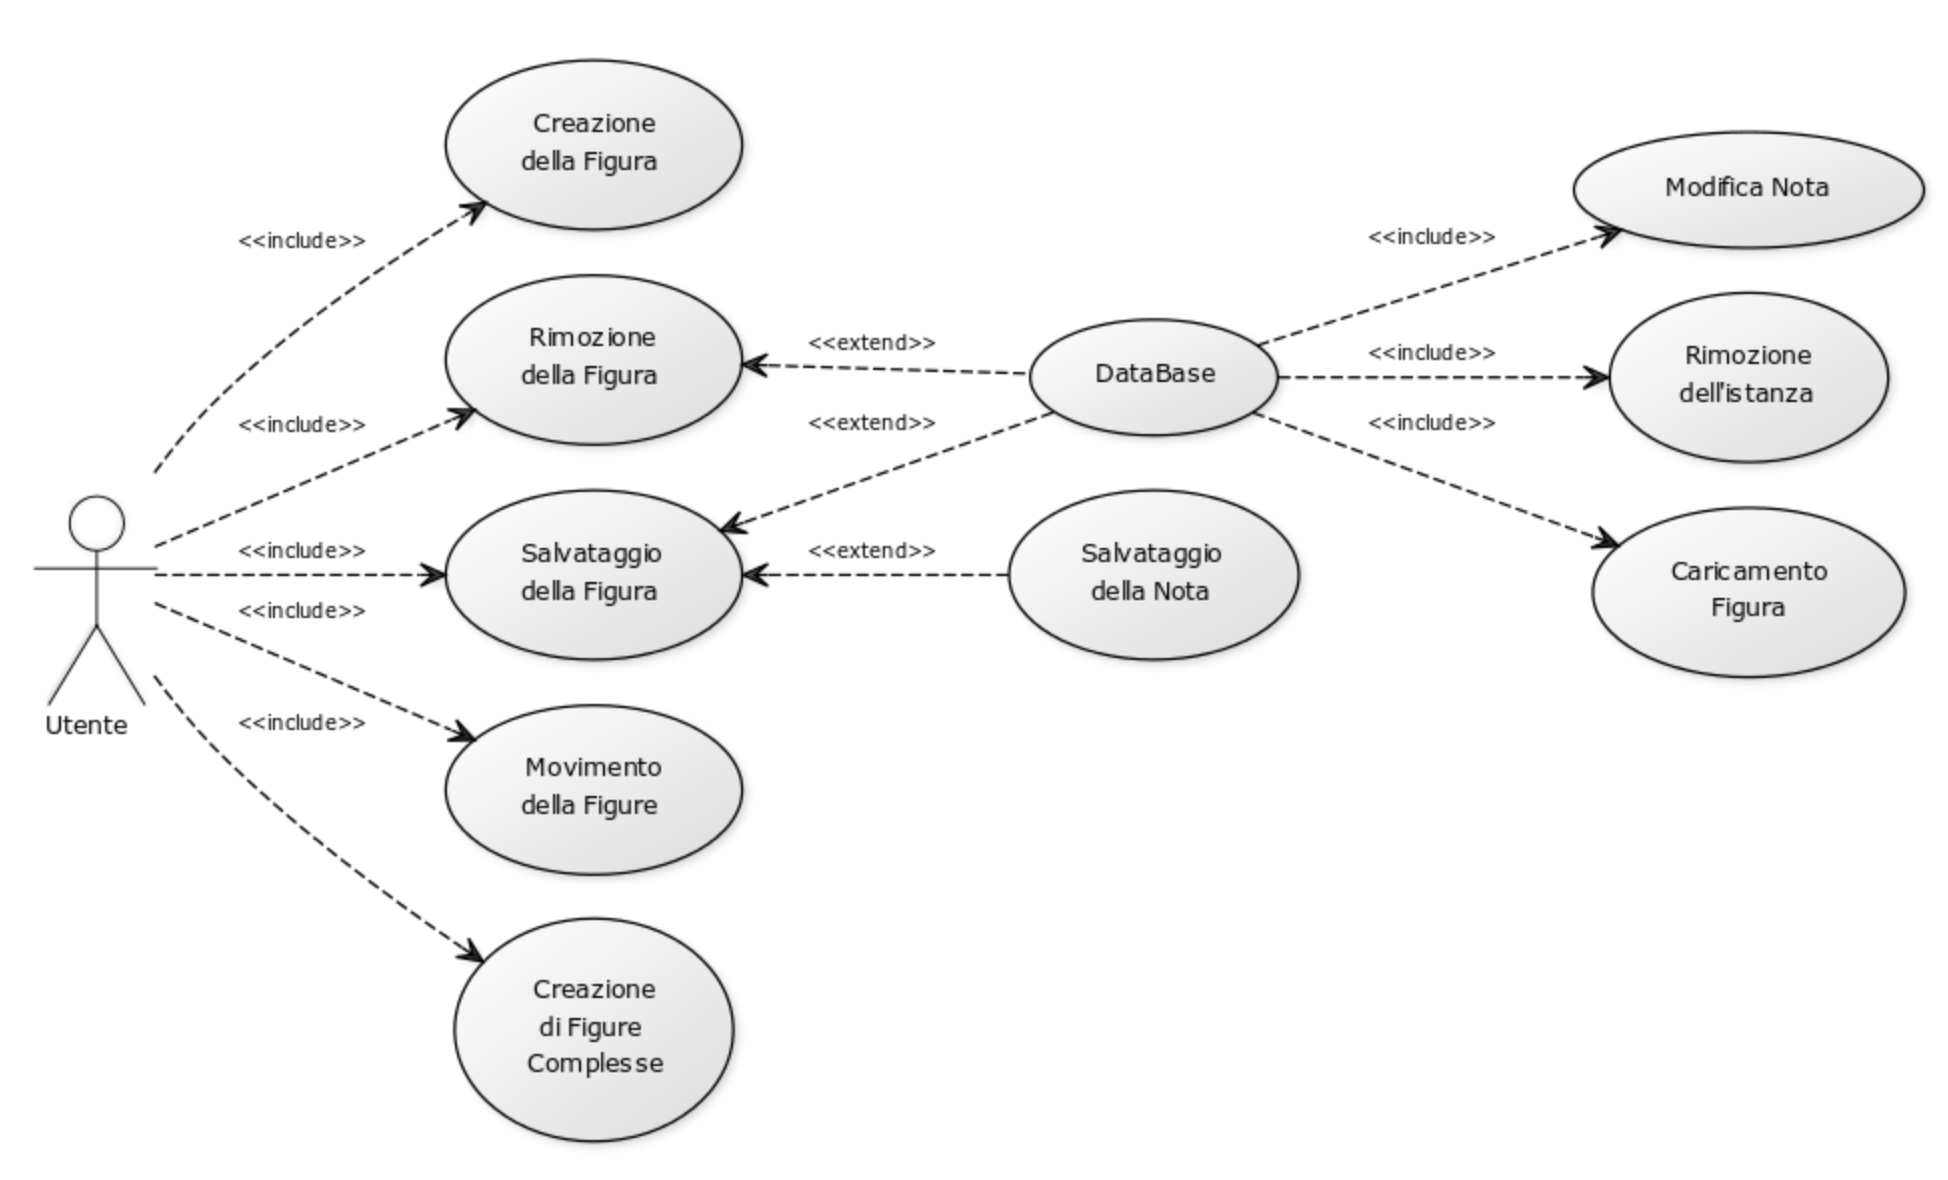 Creazione
della Figura
<<include>>
Rimozione
della Figura
<<include>>
Salvataggio
della Figura
<<include>>
<<include>>
Movimento
della Figure
<<include>>
Creazione
di Figure
Complesse
Utente
<<extend>>
<<extend>>
<<extend>>
DataBase
Salvataggio
della Nota
<<include>>
<<include>>
<<include>>
Modifica Nota
Rimozione
dell'istanza
Caricamento
Figura